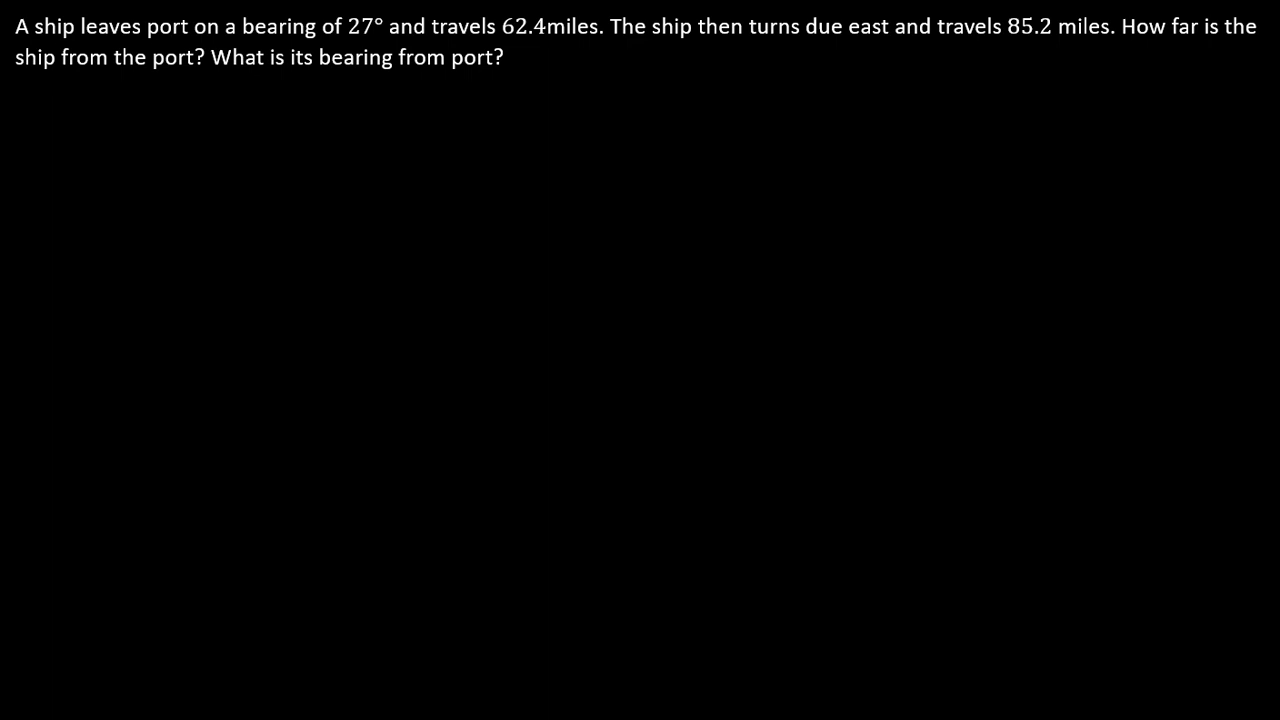 A ship leaves port on a bearing of 27° and travels 62.4miles. The ship then turns due east and travels 85.2 miles. How far is the
ship from the port? What is its bearing from port?